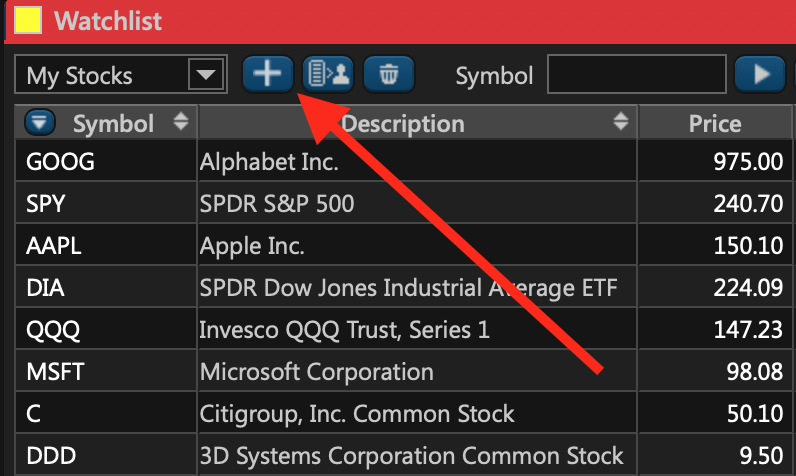 Watchlist
My Stocks Symbol
Symbol Description Price
GOOG Alphabet Inc. 975.00
SPY SPDR S&P 500 240.70
AAPL Apple Inc. 150.10
DIA SPDR Dow Jones Industrial Average ETF 224.09
QQQ Invesco QQQ Trust, Series 1 147.23
MSFT Microsoft Corporation 98.08
C Citigroup, Inc. Common Stock 50.10
DDD 3D Systems Corporation Common Stock 9.50